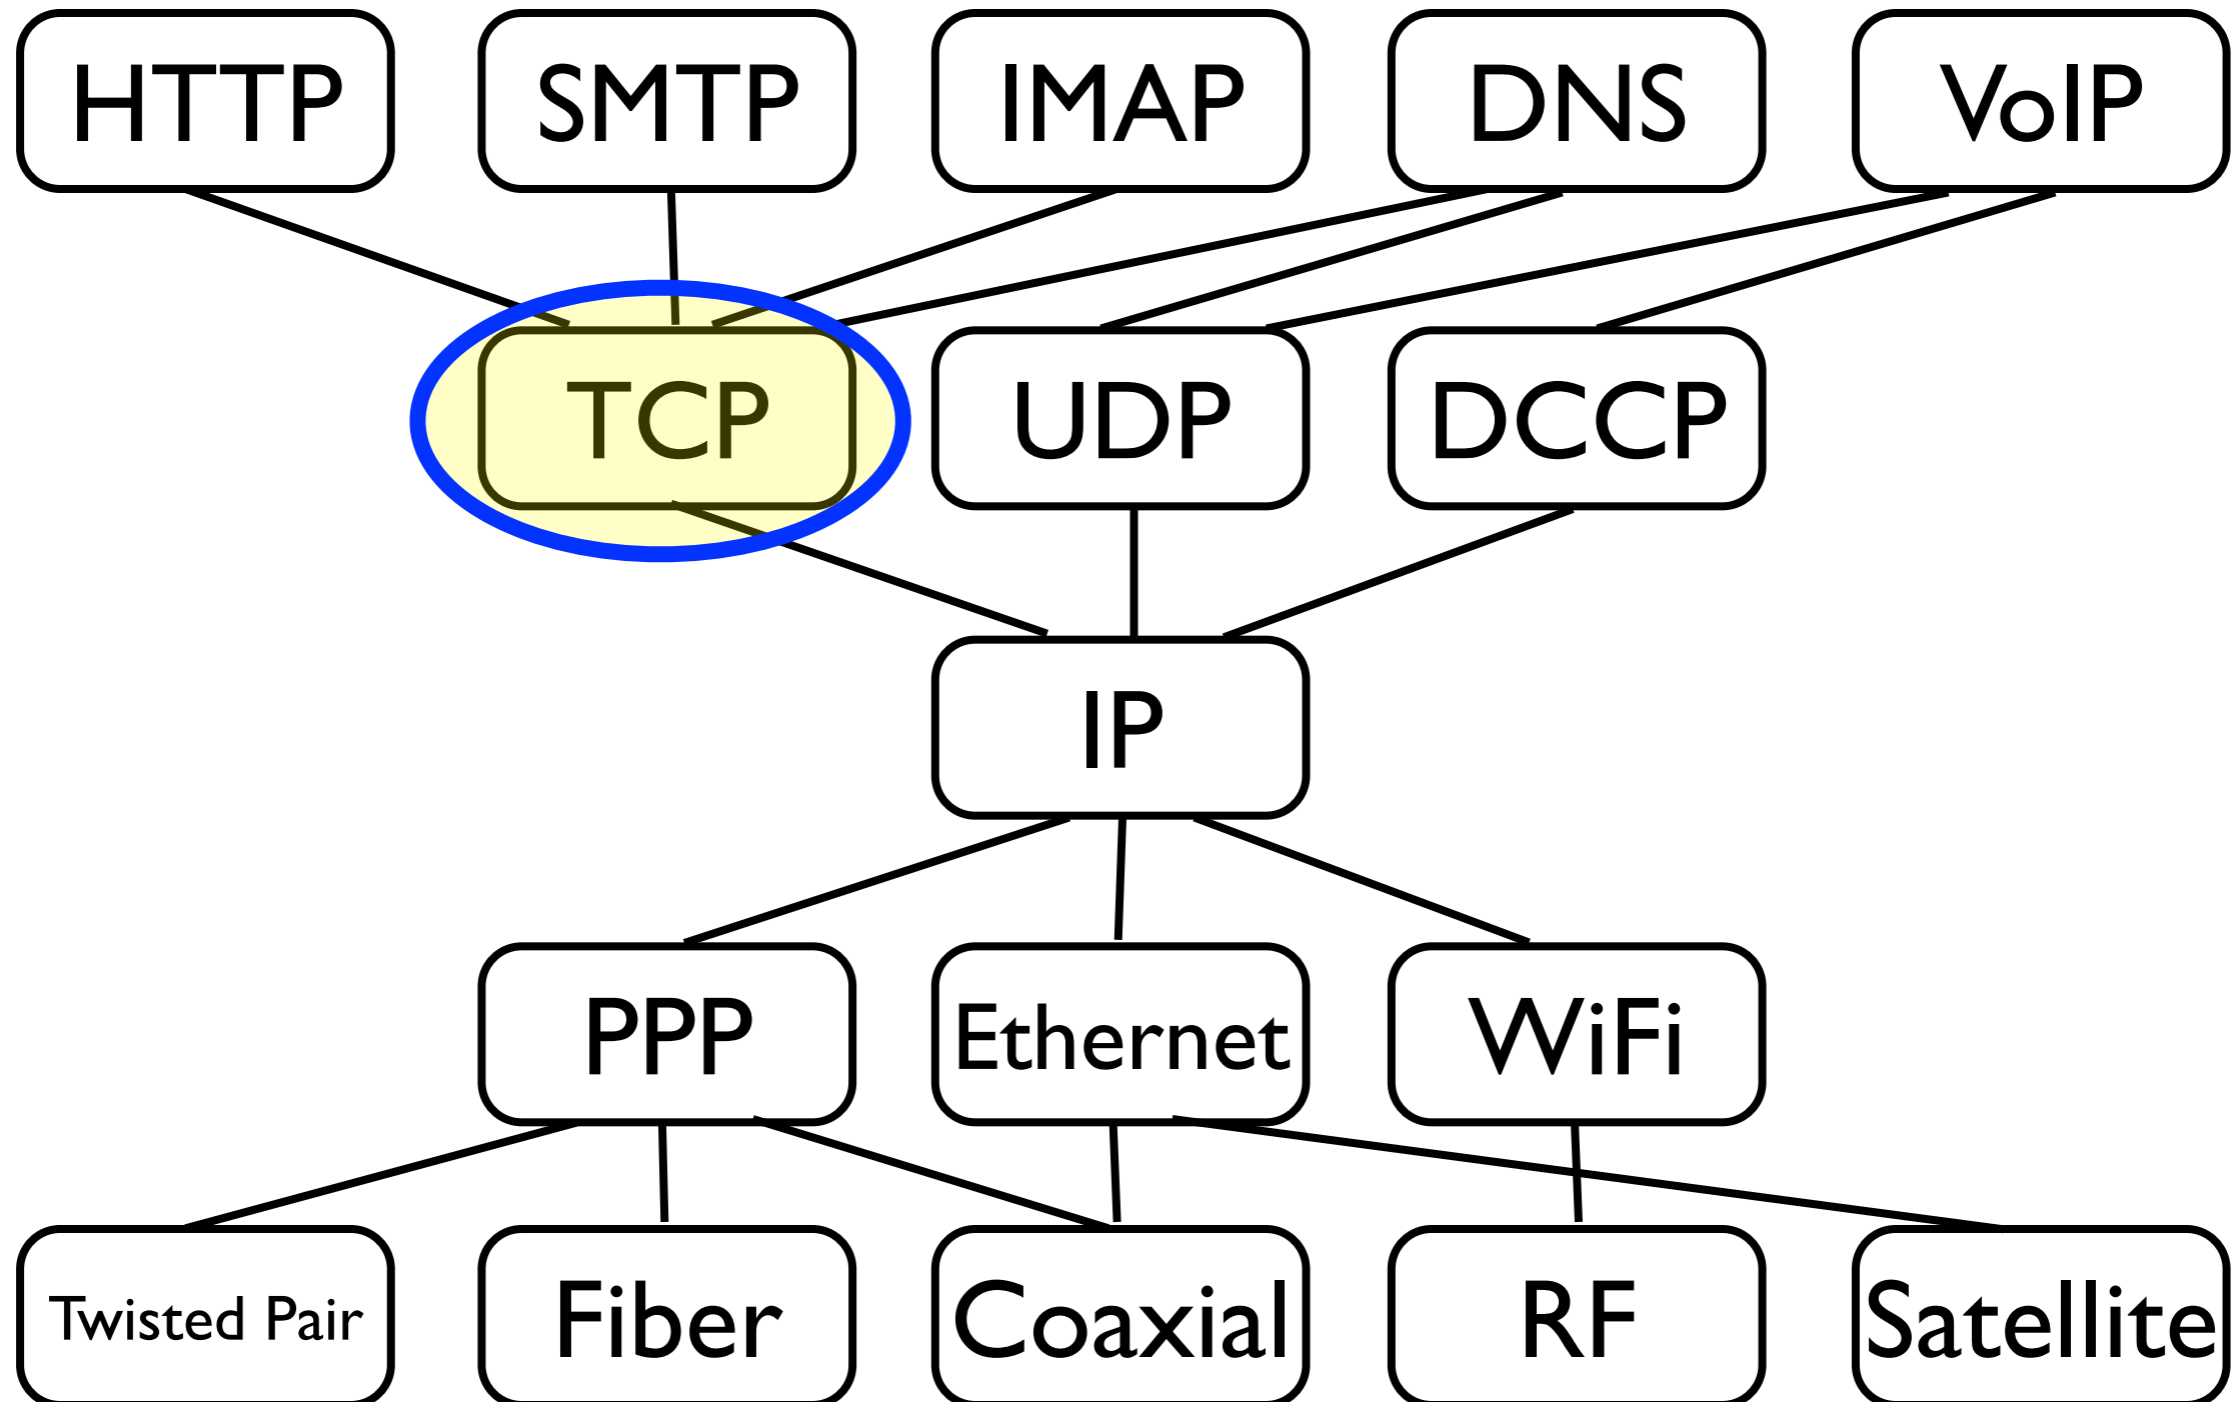 HTTP
SMTP
IMAP
DNS
VoIP
TCP
UDP
DCCP
IP
PPP
Ethernet
WiFi
Twisted Pair
Fiber
Coaxial
RF
Satellite